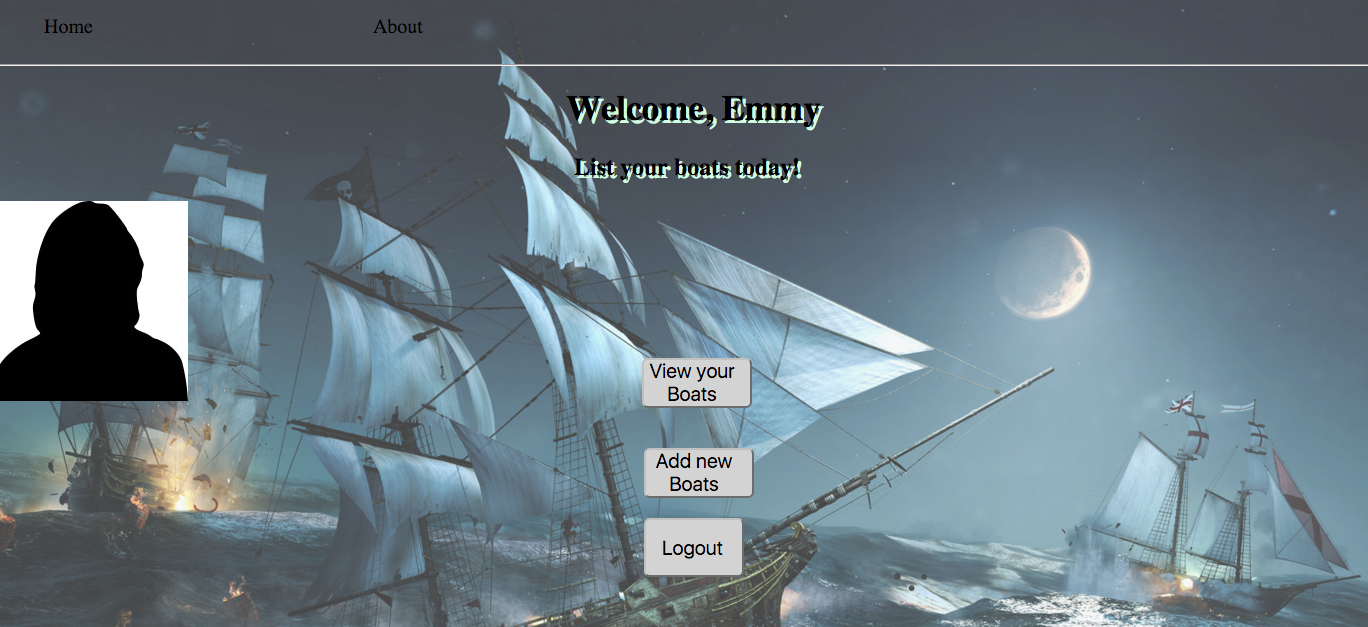 Home
About
Welcome, Emmy
List your boats today!
View your
Boats
Add new
Boats
Logout